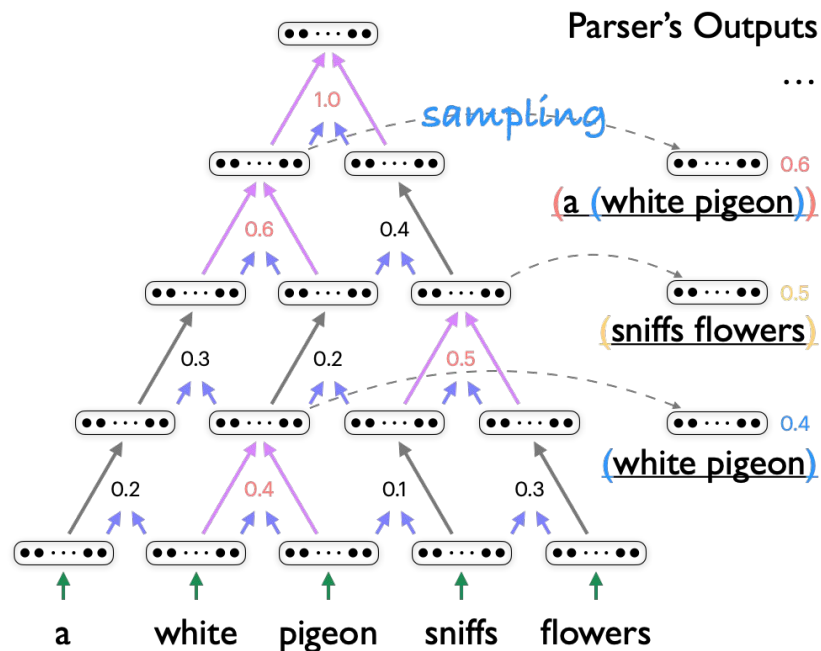 Parser's Outputs
...
1.0
sampling
0.6
(a (white pigeon))
0.6
0.4
0.5
(sniffs flowers)
0.3
0.2
0.5
0.4
(white pigeon)
0.2
0.4
0.1
0.3
a white pigeon sniffs flowers